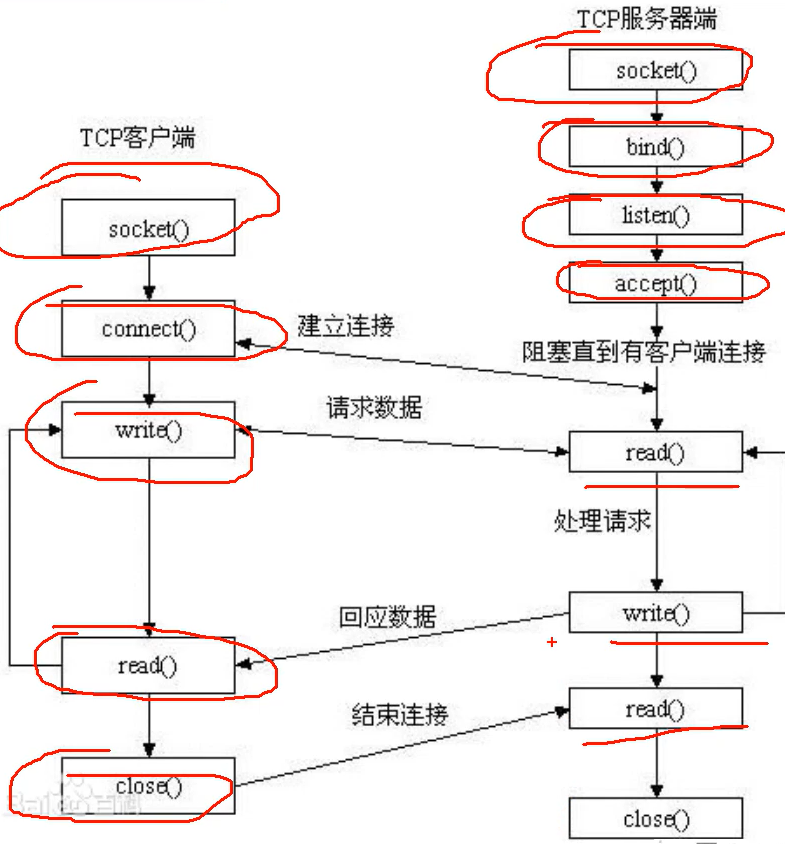 TCP服务器端
socket()
bind()
listen()
accept()
阻塞直到有客户端连接
read()
处理请求
write()
read()
close()
TCP客户端
socket()
connect()
write()
read()
close()
建立连接
请求数据
回应数据
结束连接
Baidu百科